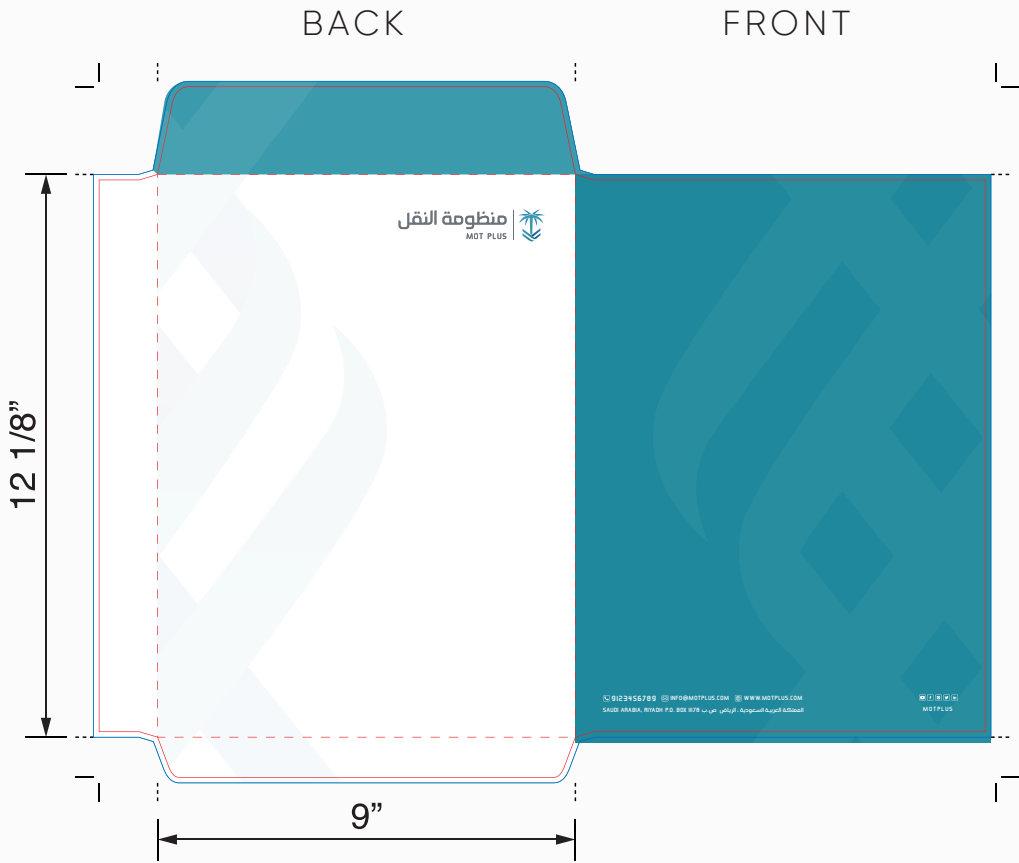 BACK
FRONT
منظومة النقل
MOT PLUS
12 1/8”
9123456789 INFO@MOTPLUS.COM WWW.MOTPLUS.COM
SAUDI ARABIA, RIYADH P.O. BOX 1178 المملكة العربية السعودية . الرياض ص.ب
MOTPLUS
9”